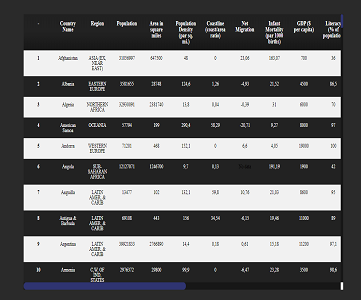 - Country Name Region Population Area in square miles Population Density (per sq. mi.) Coastline (coast/area ratio) Net Migration Infant Mortality (per 1000 births) GDP ($ per capita) Literacy (% of population
1 Afghanistan ASIA (EX. NEAR EAST) 31056997 647500 48 0 23,06 163,07 700 36
2 Albania EASTERN EUROPE 3581655 28748 124,6 1,26 -4,93 21,52 4500 86,5
3 Algeria NORTHERN AFRICA 32930091 2381740 13,8 0,04 -0,39 31 6000 70
4 American Samoa OCEANIA 57794 199 290,4 58,29 -20,71 9,27 8000 97
5 Andorra WESTERN EUROPE 71201 468 152,1 0 6,6 4,05 19000 100
6 Angola SUB-SAHARAN AFRICA 12127071 1246700 9,7 0,13 191,19 1900 42
7 Anguilla LATIN AMER. & CARIB 13477 102 132,1 59,8 10,76 21,03 8600 95
8 Antigua & Barbuda LATIN AMER. & CARIB 69108 443 156 34,54 -6,15 19,46 11000 89
9 Argentina LATIN AMER. & CARIB 39921833 2766890 14,4 0,18 0,61 15,18 11200 97,1
10 Armenia C.W. OF IND. STATES 2976372 29800 99,9 0 -6,47 23,28 3500 98,6